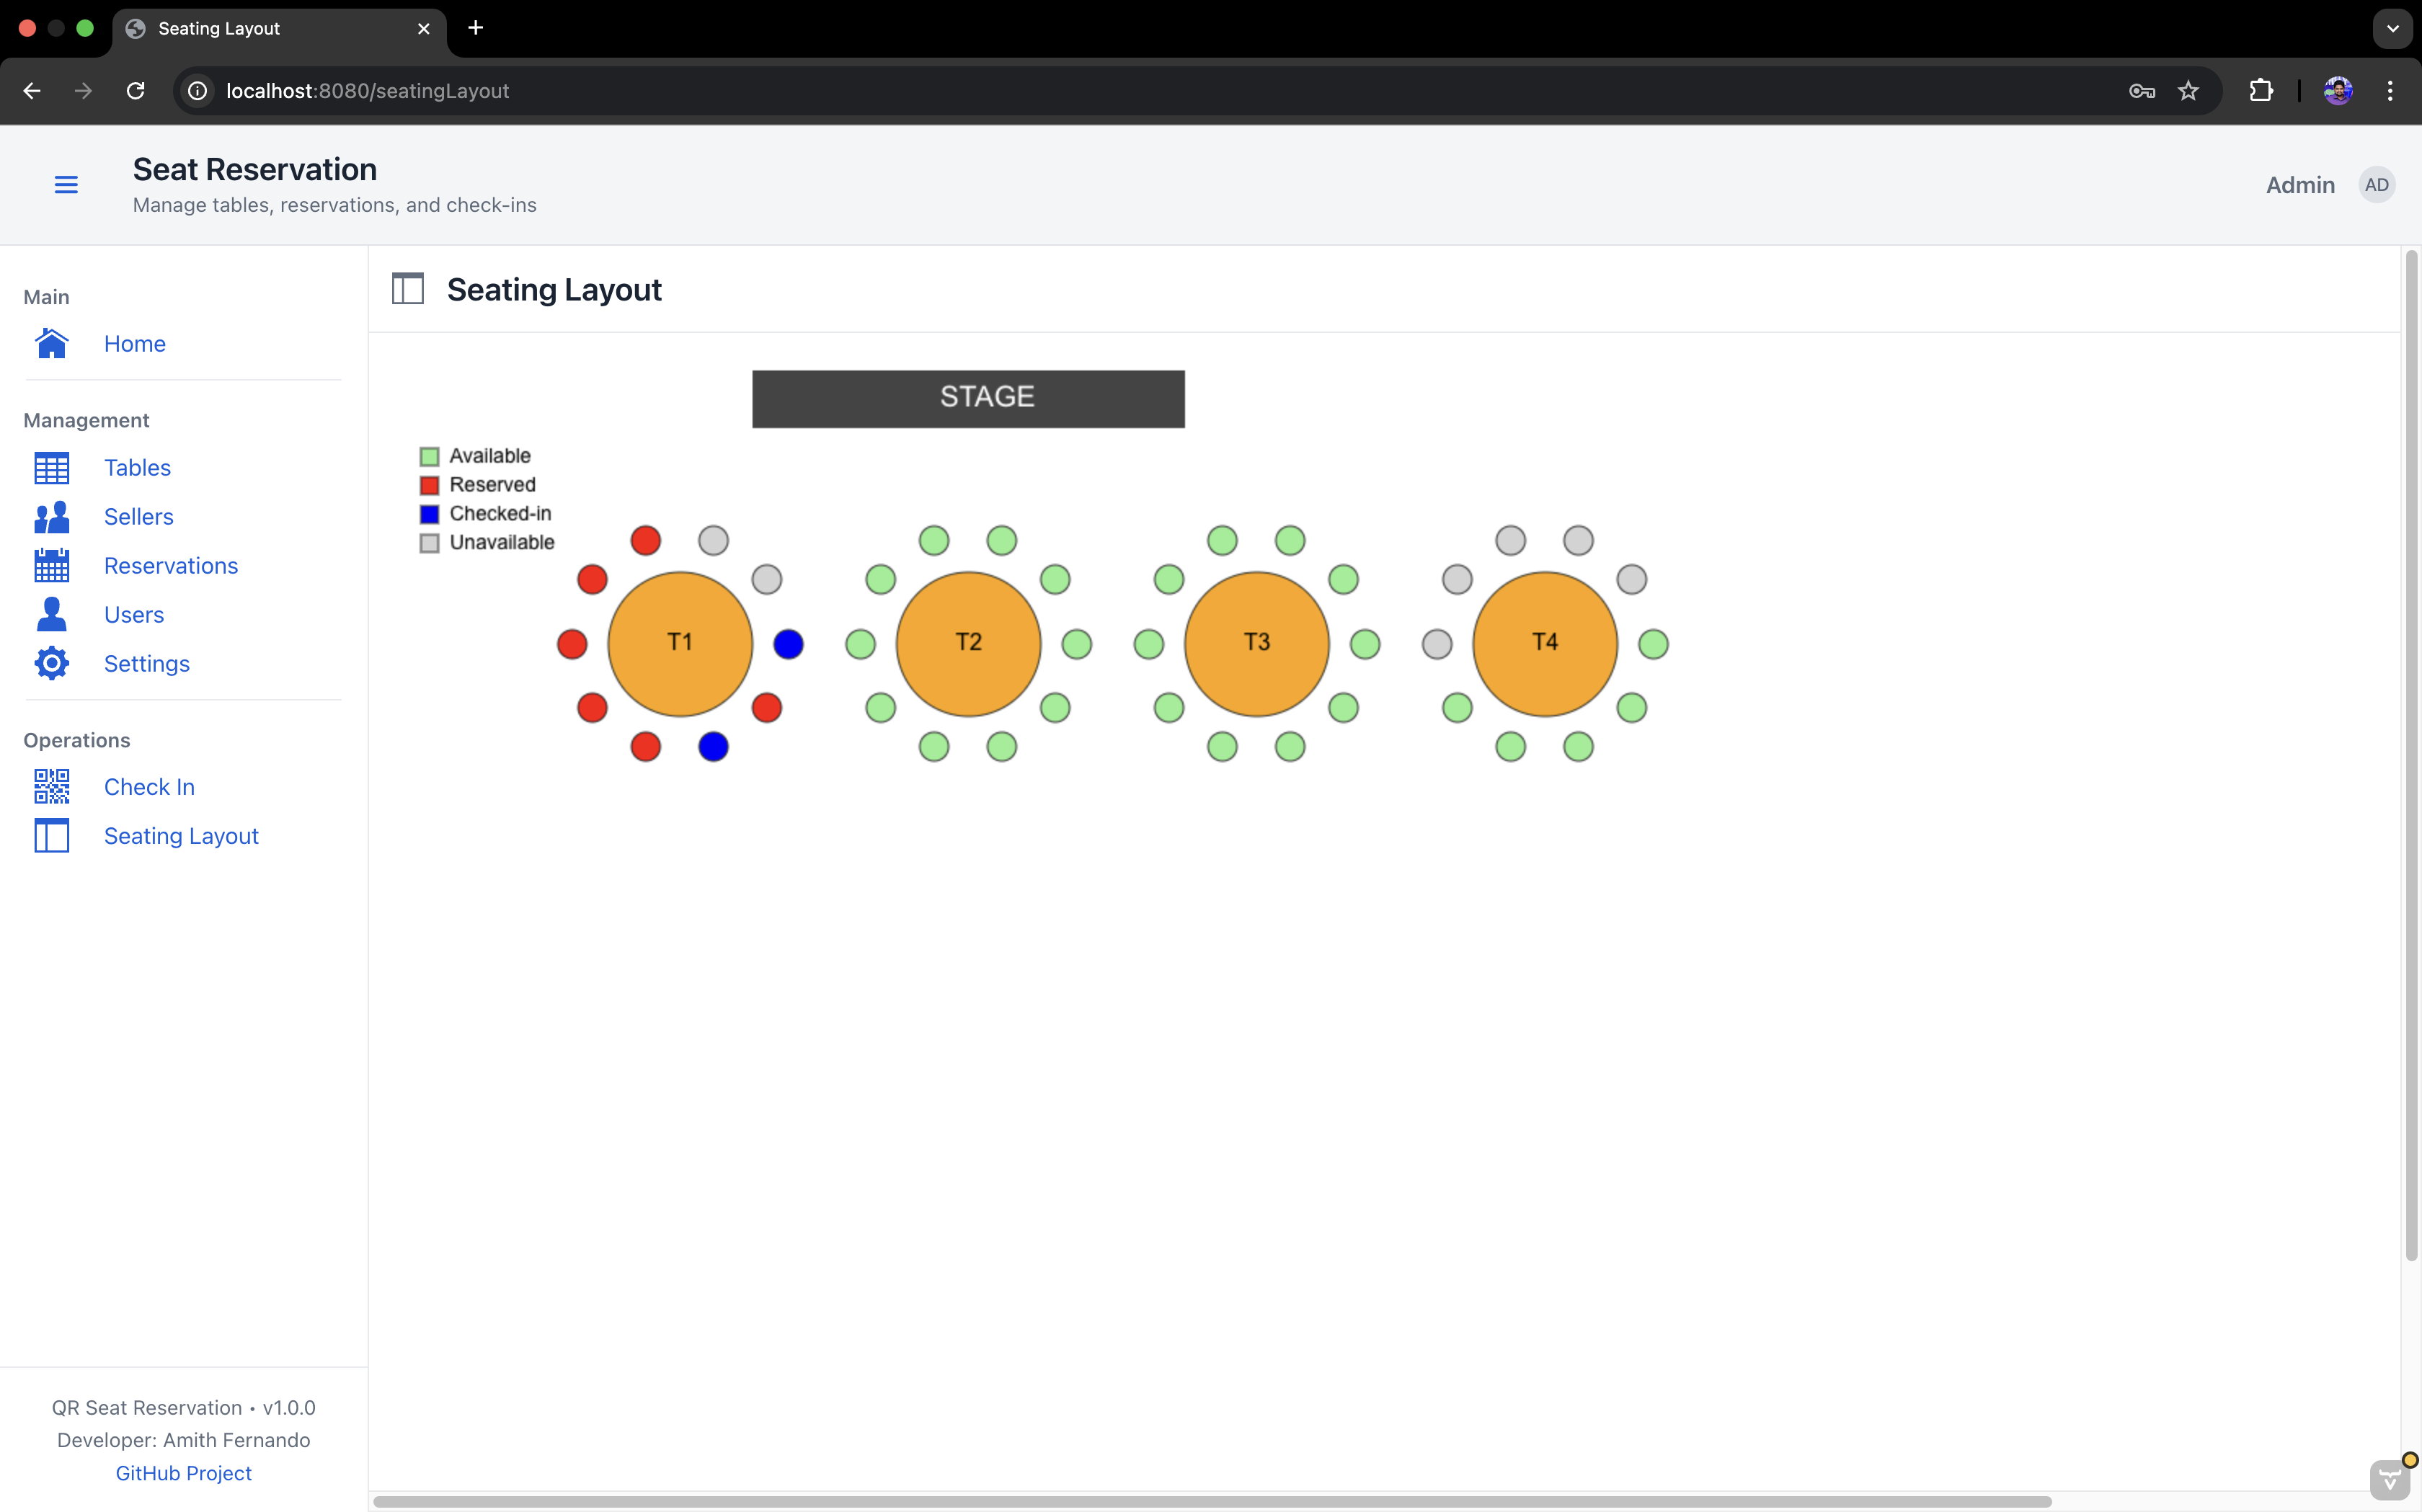 Seating Layout
localhost:8080/seatingLayout
Seat Reservation
Manage tables, reservations, and check-ins
Admin
AD
Main
Home
Management
Tables
Sellers
Reservations
Users
Settings
Operations
Check In
Seating Layout
QR Seat Reservation • v1.0.0
Developer: Amith Fernando
GitHub Project
Seating Layout
STAGE
Available
Reserved
Checked-in
Unavailable
T1
T2
T3
T4